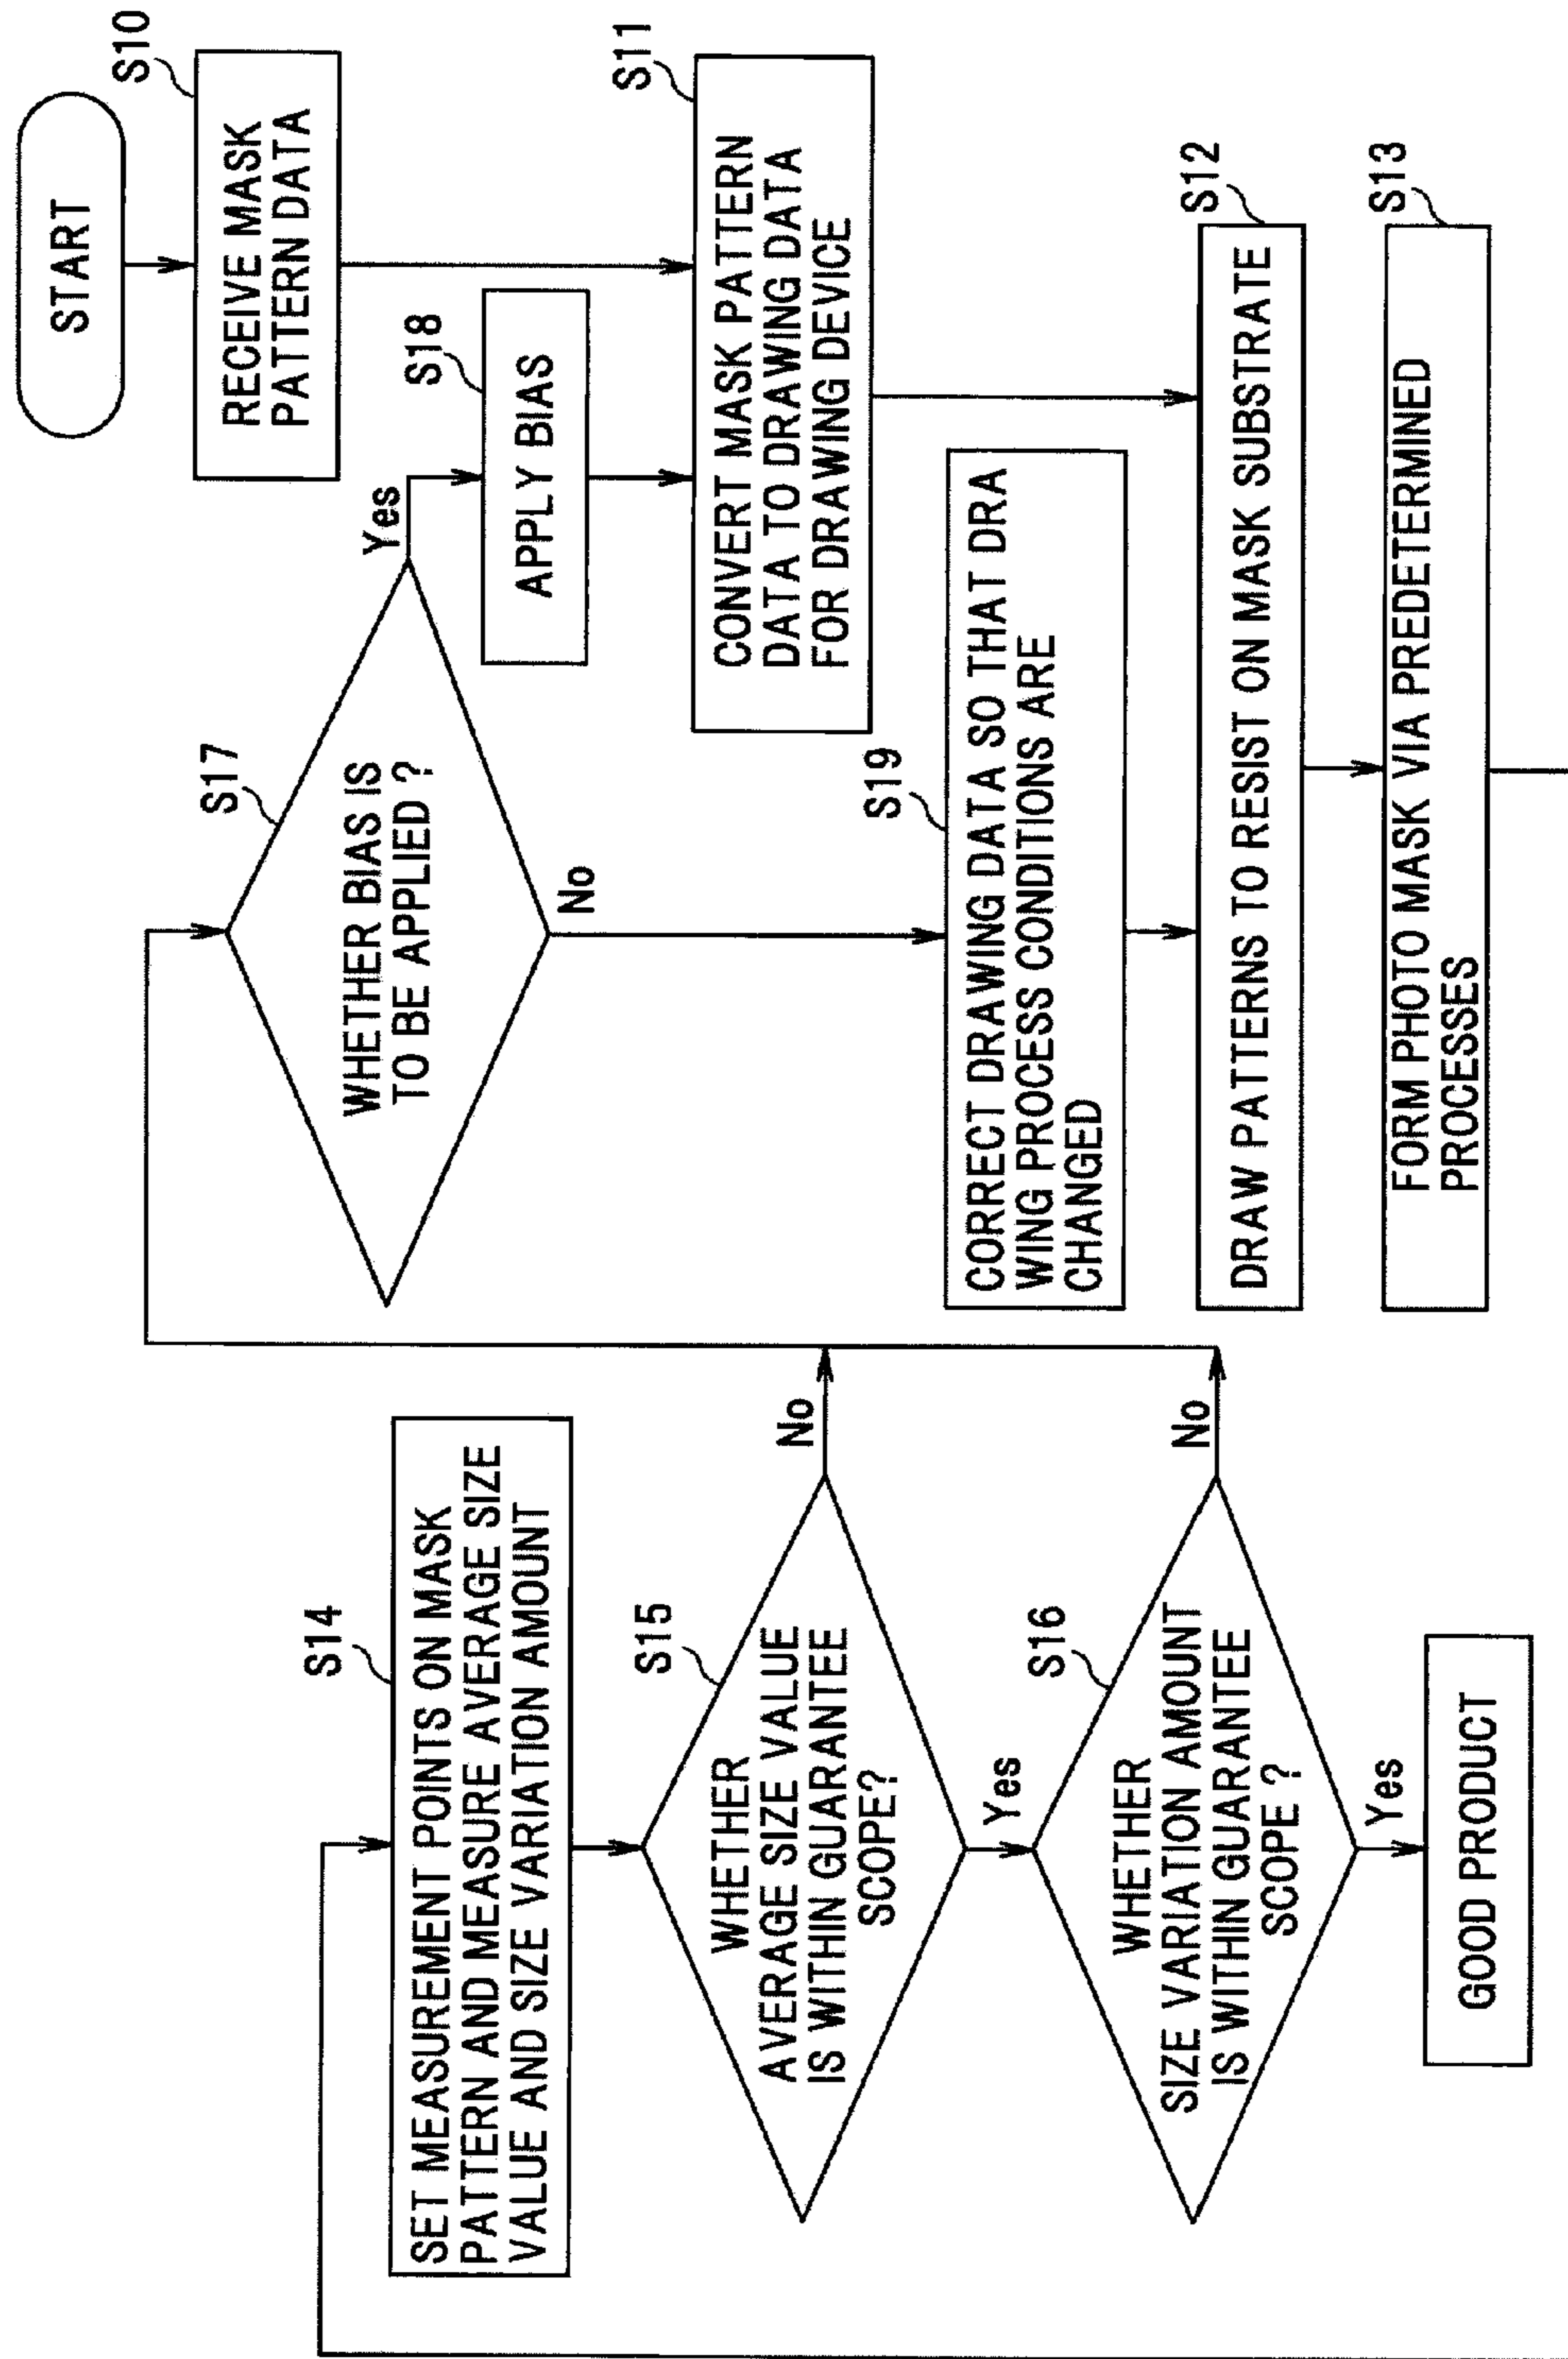 START
S10
RECEIVE MASK
PATTERN DATA
S11
CONVERT MASK PATTERN
DATA TO DRAWING DATA
FOR DRAWING DEVICE
S12
DRAW PATTERNS TO RESIST ON MASK SUBSTRATE
S13
FORM PHOTO MASK VIA PREDETERMINED
PROCESSES
S14
SET MEASUREMENT POINTS ON MASK
PATTERN AND MEASURE AVERAGE SIZE
VALUE AND SIZE VARIATION AMOUNT
S15
WHETHER
AVERAGE SIZE VALUE
IS WITHIN GUARANTEE
SCOPE?
No
Yes
S16
WHETHER
SIZE VARIATION AMOUNT
IS WITHIN GUARANTEE
SCOPE ?
No
Yes
GOOD PRODUCT
S17
WHETHER BIAS IS
TO BE APPLIED ?
Yes
No
S18
APPLY BIAS
S19
CORRECT DRAWING DATA SO THAT DRA
WING PROCESS CONDITIONS ARE
CHANGED